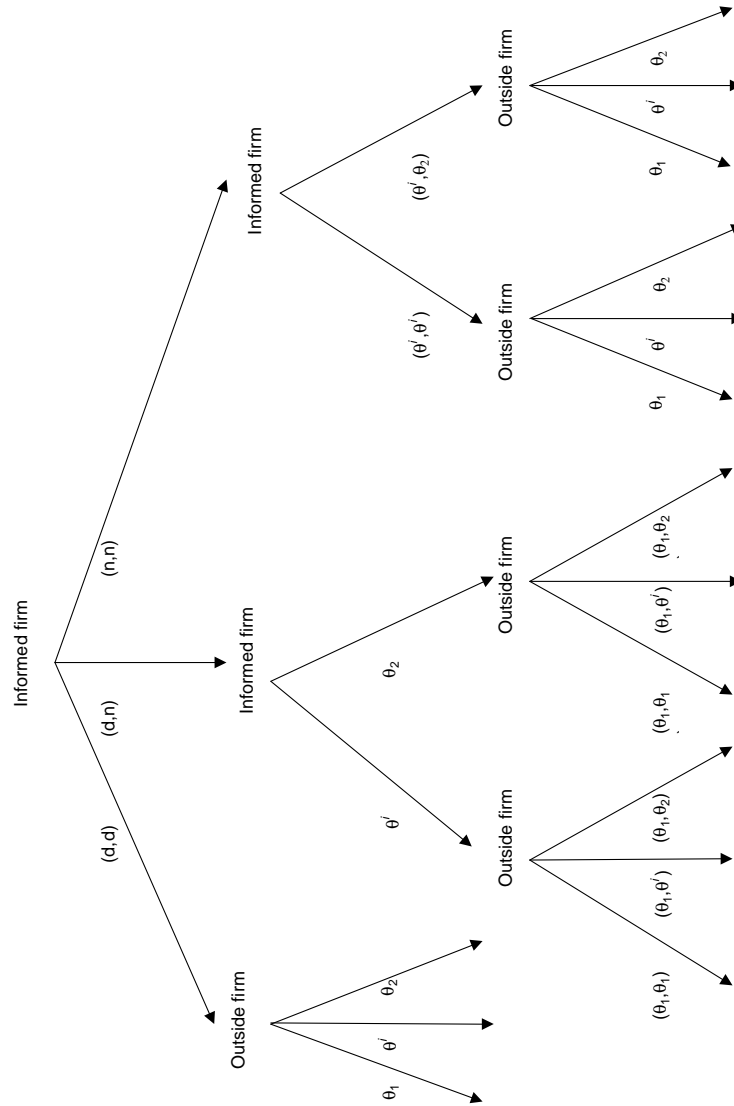 Informed firm
(d,d)
(d,n)
(n,n)
Outside firm
Informed firm
Informed firm
θ₁
θⁱ
θ₂
θⁱ
θ₂
(θⁱ,θⁱ)
(θⁱ,θ₂)
Outside firm
Outside firm
Outside firm
Outside firm
(θ₁,θ₁)
(θ₁,θⁱ)
(θ₁,θ₂)
(θ₁,θ₁
(θ₁,θⁱ)
(θ₁,θ₂
θ₁
θⁱ
θ₂
θ₁
θⁱ
θ₂